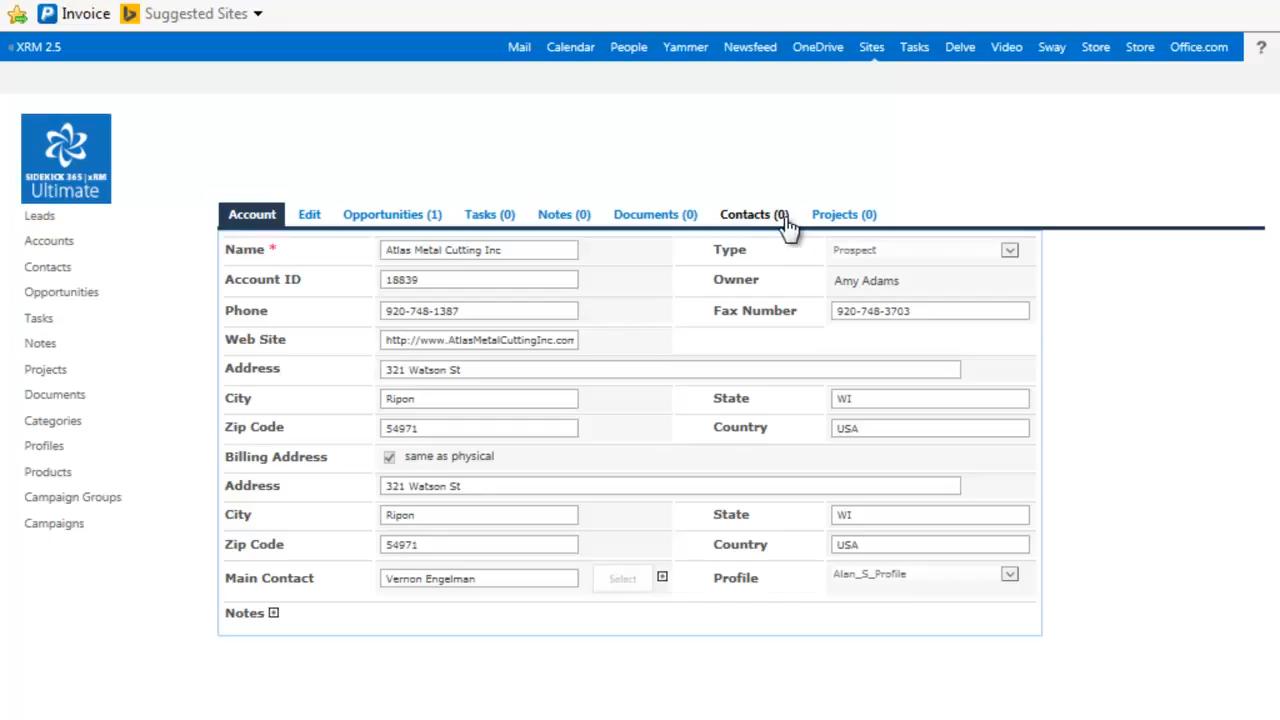 Invoice Suggested Sites
XRM 2.5 Mail Calendar People Yammer Newsfeed OneDrive Sites Tasks Delve Video Sway Store Store Office.com ?
SIDEKICK 365 | xRM
Ultimate
Leads
Accounts
Contacts
Opportunities
Tasks
Notes
Projects
Documents
Categories
Profiles
Products
Campaign Groups
Campaigns
Account Edit Opportunities (1) Tasks (0) Notes (0) Documents (0) Contacts (0) Projects (0)
Name * Atlas Metal Cutting Inc Type Prospect
Account ID 18839 Owner Amy Adams
Phone 920-748-1387 Fax Number 920-748-3703
Web Site http://www.AtlasMetalCuttingInc.com
Address 321 Watson St
City Ripon State WI
Zip Code 54971 Country USA
Billing Address same as physical
Address 321 Watson St
City Ripon State WI
Zip Code 54971 Country USA
Main Contact Vernon Engelman Select Profile Alan_S_Profile
Notes